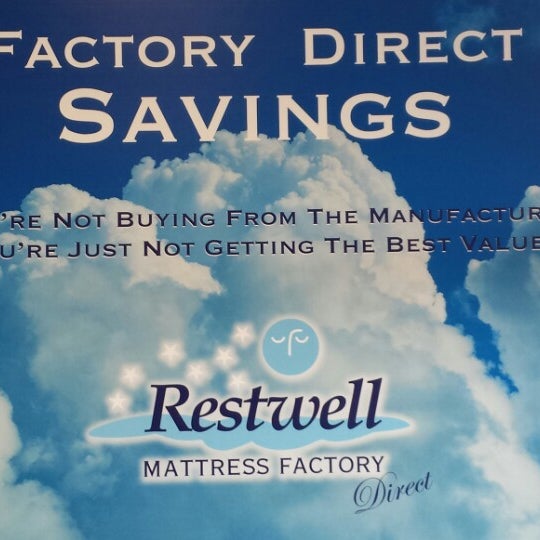 Factory Direct
Savings
're Not Buying From The Manufactur
u're Just Not Getting The Best Value
Restwell
MATTRESS FACTORY
Direct